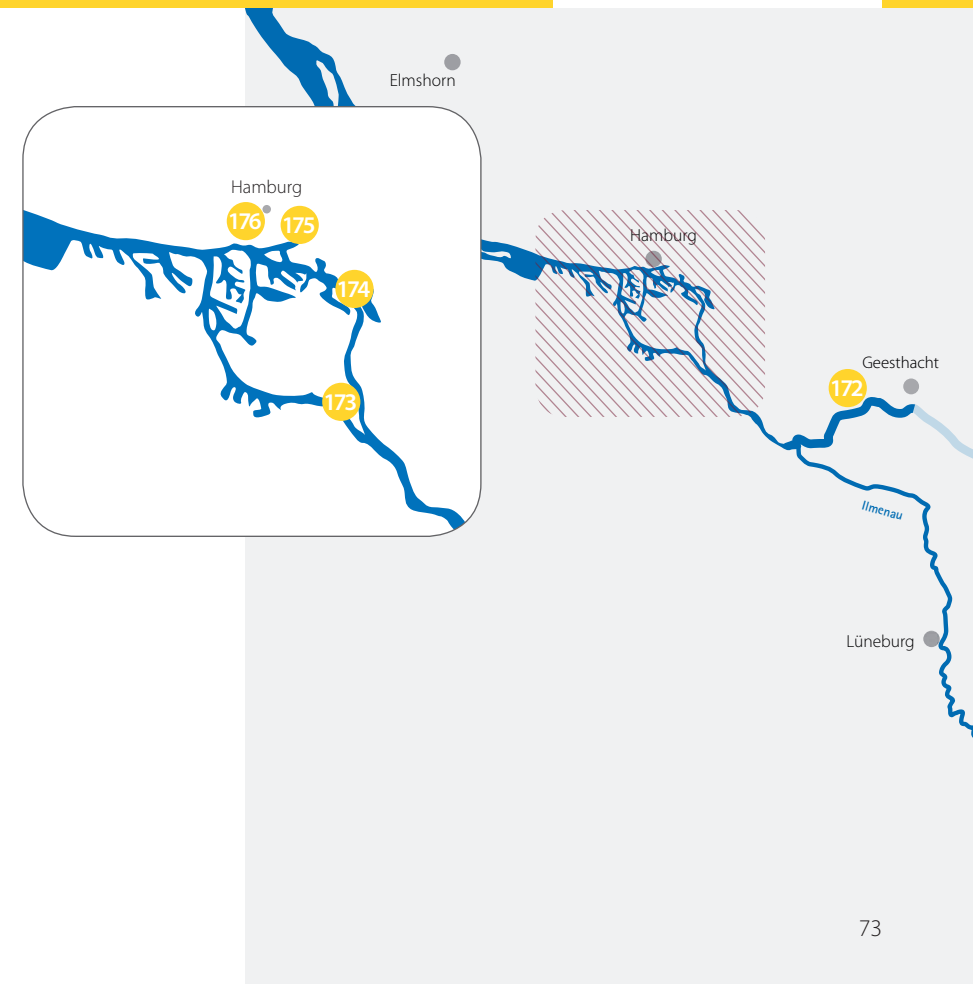 Elmshorn
Hamburg
176
175
174
173
Hamburg
Geesthacht
172
Ilmenau
Lüneburg
73